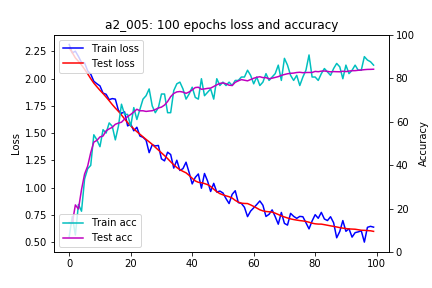 a2_005: 100 epochs loss and accuracy
Train loss
Test loss
Train acc
Test acc
Loss
2.25
2.00
1.75
1.50
1.25
1.00
0.75
0.50
Accuracy
100
80
60
40
20
0
0 20 40 60 80 100